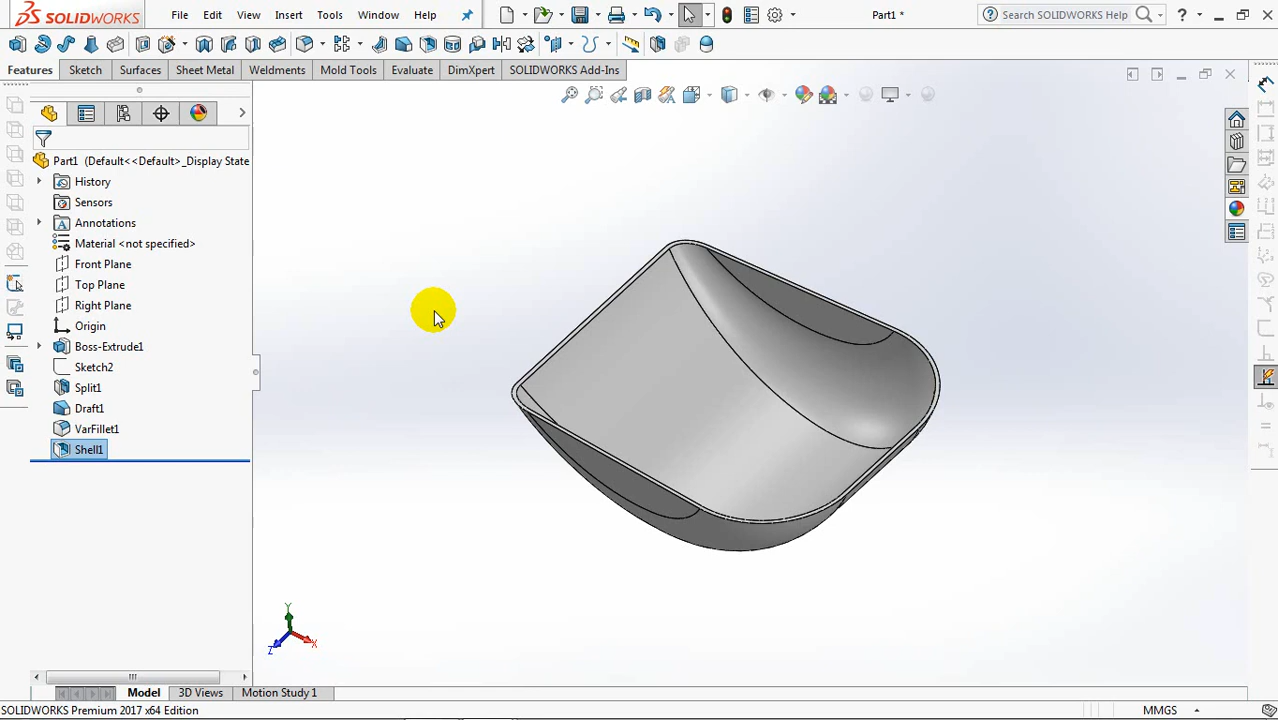 SOLIDWORKS File Edit View Insert Tools Window Help Part1 * Search SOLIDWORKS Help ?
Features Sketch Surfaces Sheet Metal Weldments Mold Tools Evaluate DimXpert SOLIDWORKS Add-Ins
Part1 (Default<<Default>_Display State
History
Sensors
Annotations
Material <not specified>
Front Plane
Top Plane
Right Plane
Origin
Boss-Extrude1
Sketch2
Split1
Draft1
VarFillet1
Shell1
Y
Z X
Model 3D Views Motion Study 1
SOLIDWORKS Premium 2017 x64 Edition MMGS